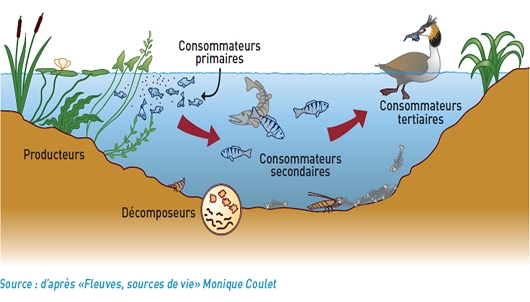 Consommateurs
primaires
Consommateurs
tertiaires
Producteurs
Consommateurs
secondaires
Décomposeurs
Source : d'après «Fleuves, sources de vie» Monique Coulet